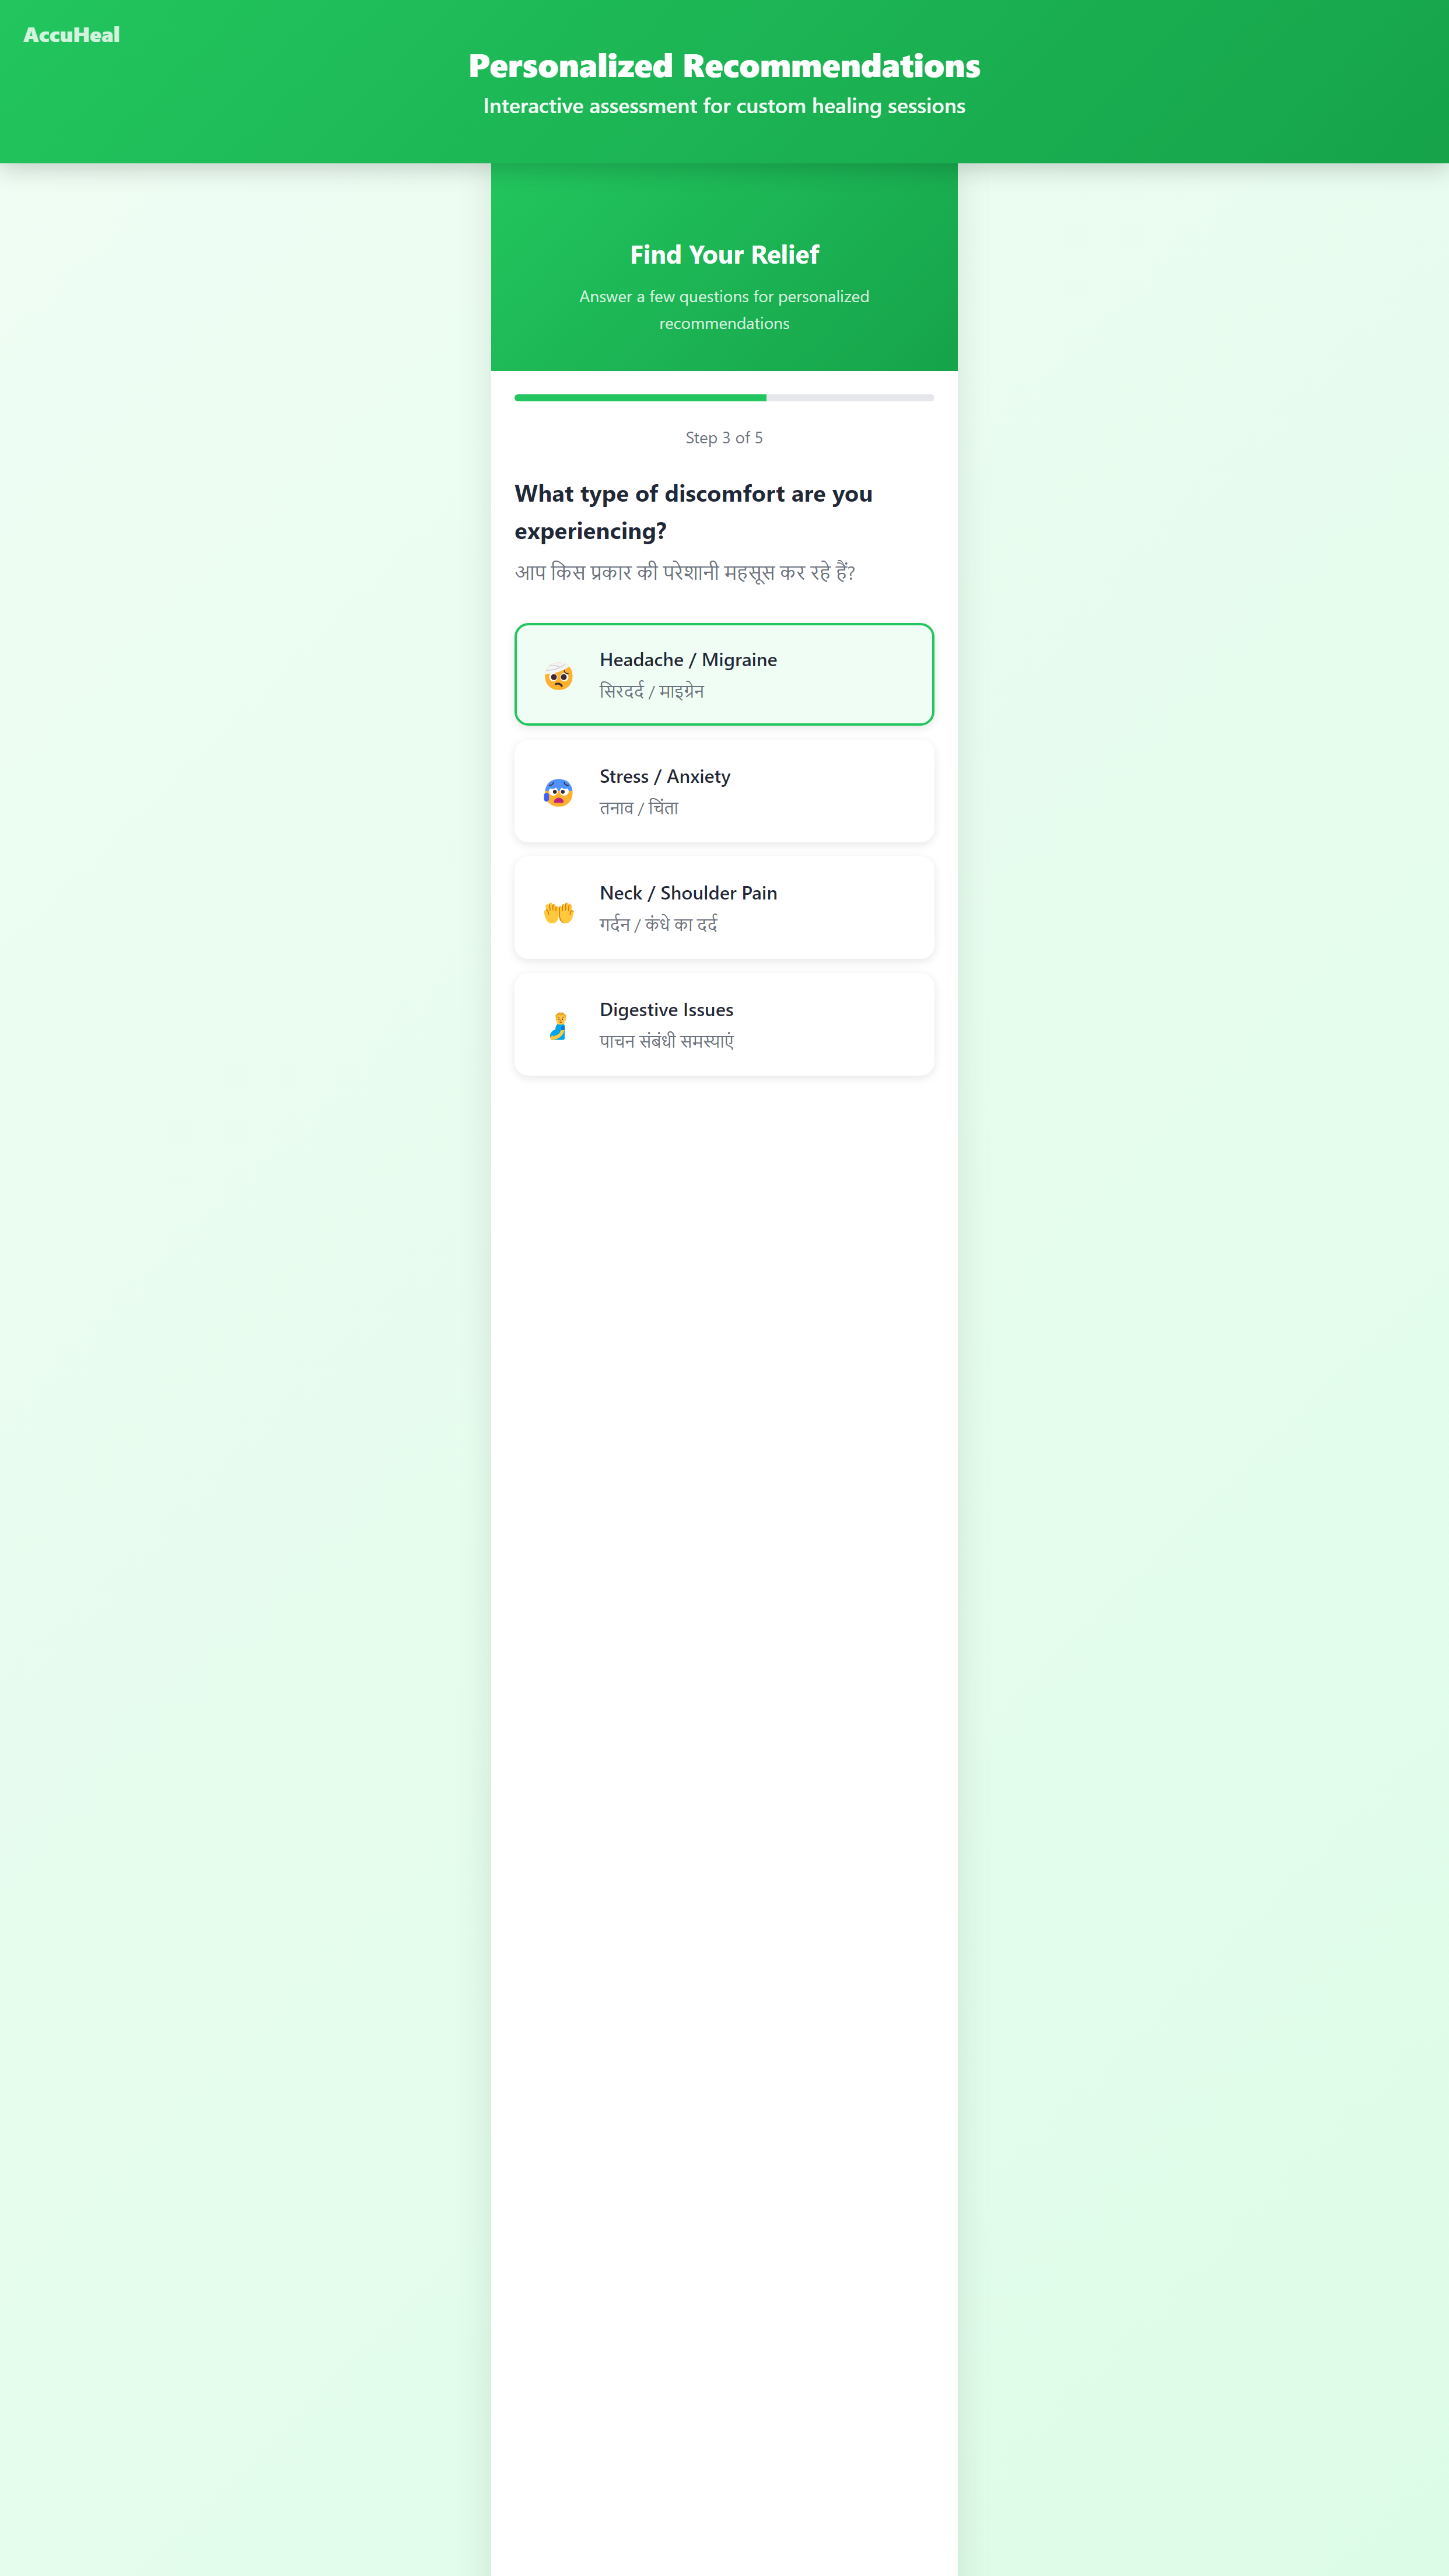 AccuHeal
Personalized Recommendations
Interactive assessment for custom healing sessions
Find Your Relief
Answer a few questions for personalized
recommendations
Step 3 of 5
What type of discomfort are you
experiencing?
आप किस प्रकार की परेशानी महसूस कर रहे हैं?
Headache / Migraine
सिरदर्द / माइग्रेन
Stress / Anxiety
तनाव / चिंता
Neck / Shoulder Pain
गर्दन / कंधे का दर्द
Digestive Issues
पाचन संबंधी समस्याएं